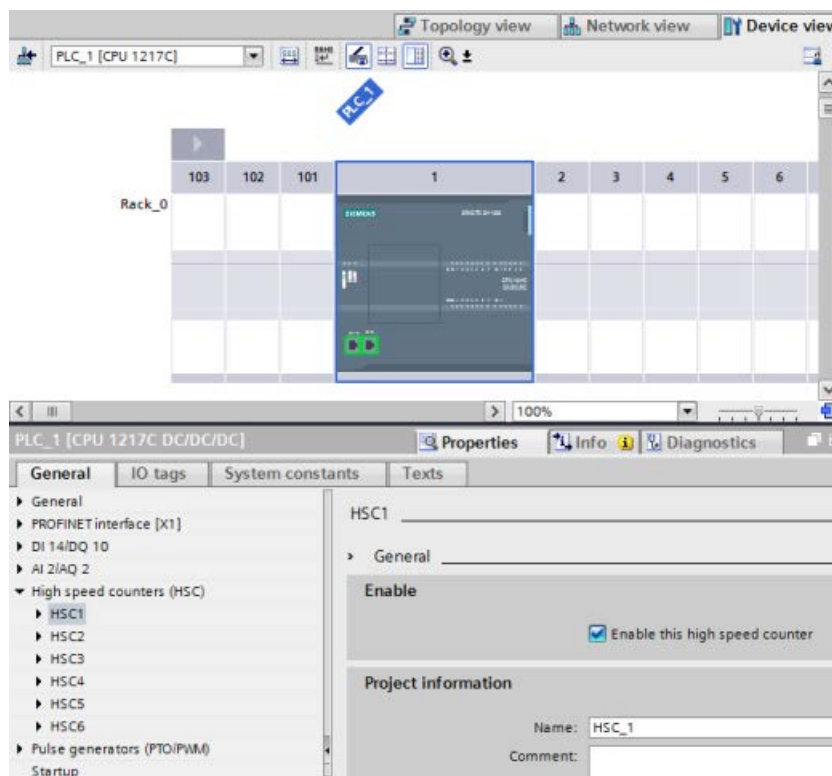 Topology view Network view Device view
PLC_1 [CPU 1217C]
PLC_1
103 102 101 1 2 3 4 5 6
Rack_0
SIEMENS
100%
PLC_1 [CPU 1217C DC/DC/DC] Properties Info Diagnostics
General IO tags System constants Texts
General
PROFINET interface [X1]
DI 14/DQ 10
AI 2/AQ 2
High speed counters (HSC)
HSC1
HSC2
HSC3
HSC4
HSC5
HSC6
Pulse generators (PTO/PWM)
Startup
HSC1
General
Enable
Enable this high speed counter
Project information
Name: HSC_1
Comment: